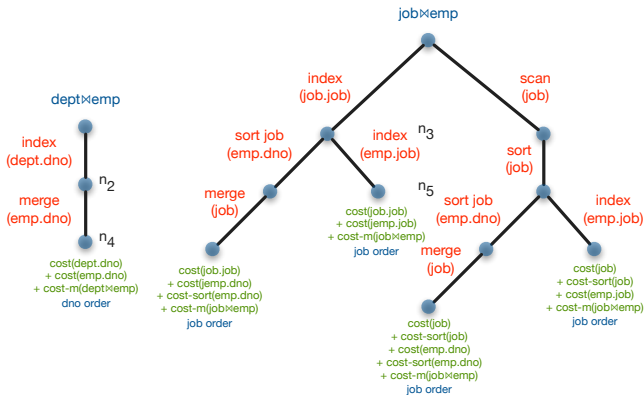 job⋈emp
dept⋈emp
index
(dept.dno)
n2
merge
(emp.dno)
n4
cost(dept.dno)
+ cost(emp.dno)
+ cost-m(dept⋈emp)
dno order
index
(job.job)
scan
(job)
sort job
(emp.dno)
index
(emp.job)
n3
sort
(job)
merge
(job)
n5
cost(job.job)
+ cost(jemp.job)
+ cost-m(job⋈emp)
job order
sort job
(emp.dno)
index
(emp.job)
merge
(job)
cost(job.job)
+ cost(jemp.dno)
+ cost-sort(emp.dno)
+ cost-m(job⋈emp)
job order
cost(job)
+ cost-sort(job)
+ cost(emp.job)
+ cost-m(job⋈emp)
job order
cost(job)
+ cost-sort(job)
+ cost(emp.dno)
+ cost-sort(emp.dno)
+ cost-m(job⋈emp)
job order